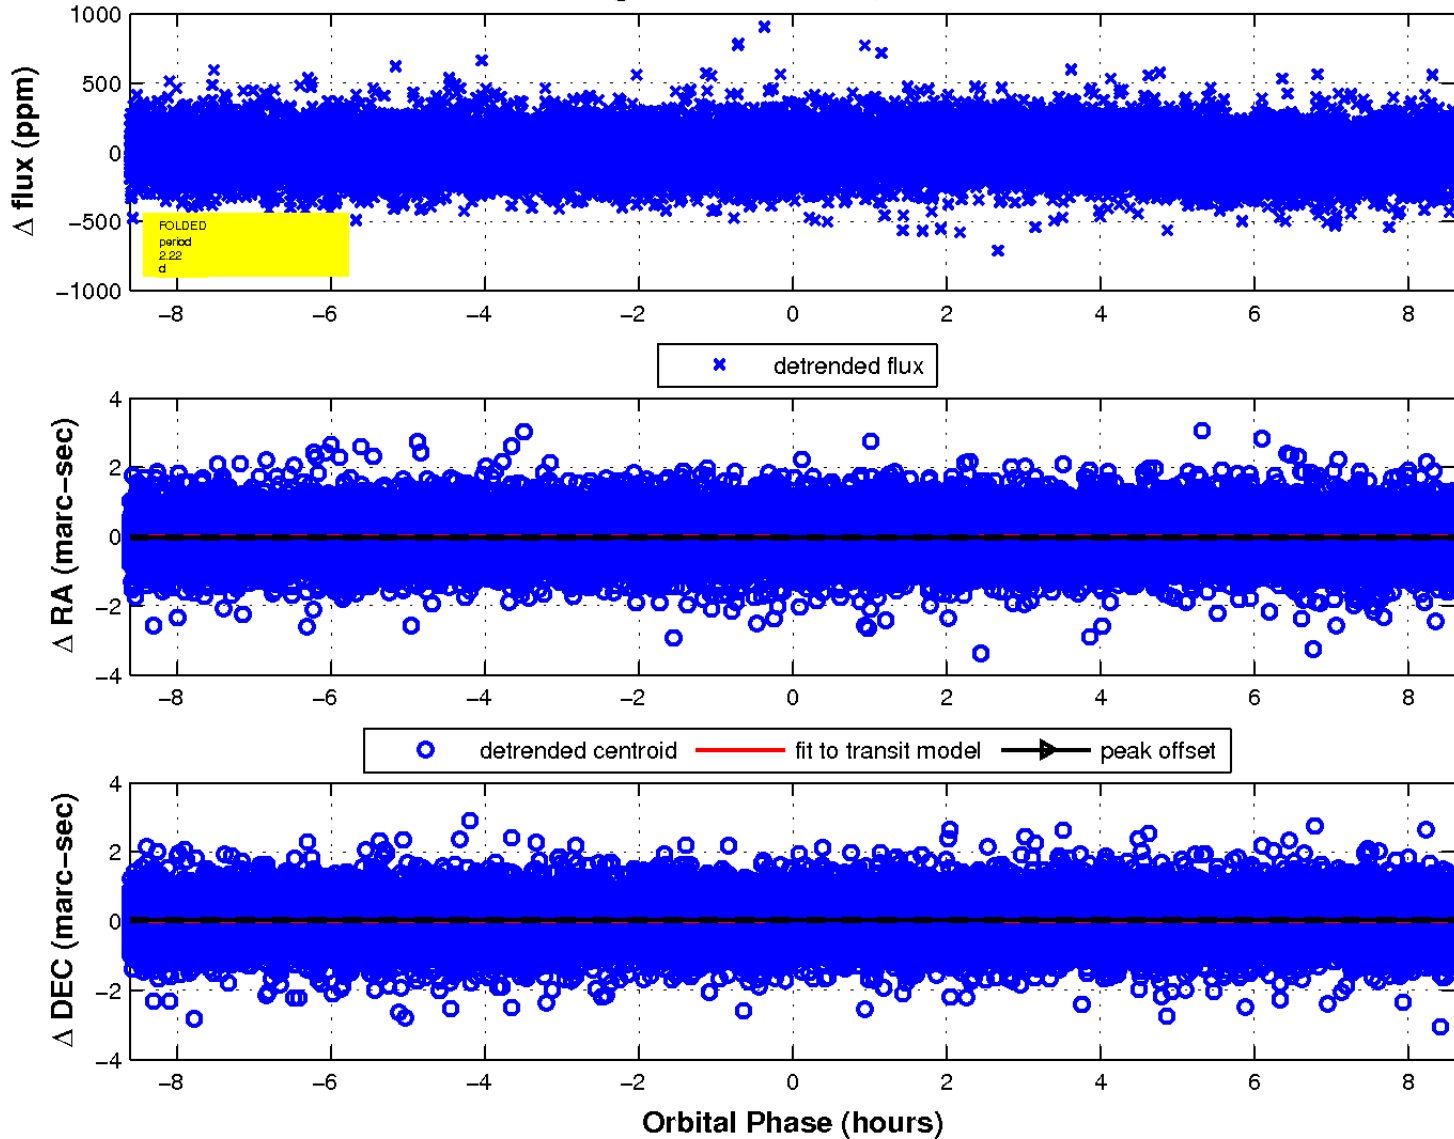 1000
500
0
−500
−1000
Δ flux (ppm)
FOLDED
period
2.22
d
−8 −6 −4 −2 0 2 4 6 8
detrended flux
4
2
0
−2
−4
Δ RA (marc−sec)
−8 −6 −4 −2 0 2 4 6 8
detrended centroid fit to transit model peak offset
4
2
0
−2
−4
Δ DEC (marc−sec)
−8 −6 −4 −2 0 2 4 6 8
Orbital Phase (hours)